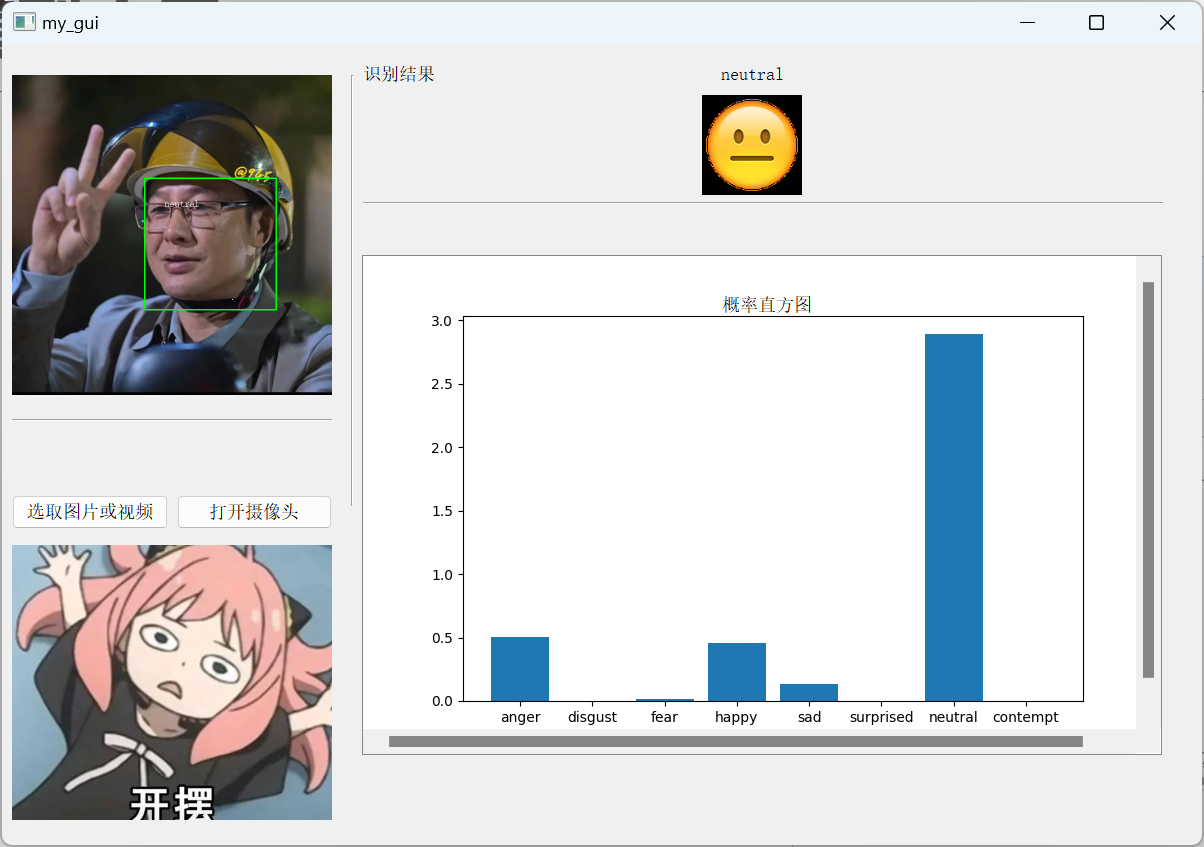 my_gui
识别结果
neutral
@945
neutral
概率直方图
3.0
2.5
2.0
1.5
1.0
0.5
0.0
anger disgust fear happy sad surprised neutral contempt
选取图片或视频 打开摄像头
开摆